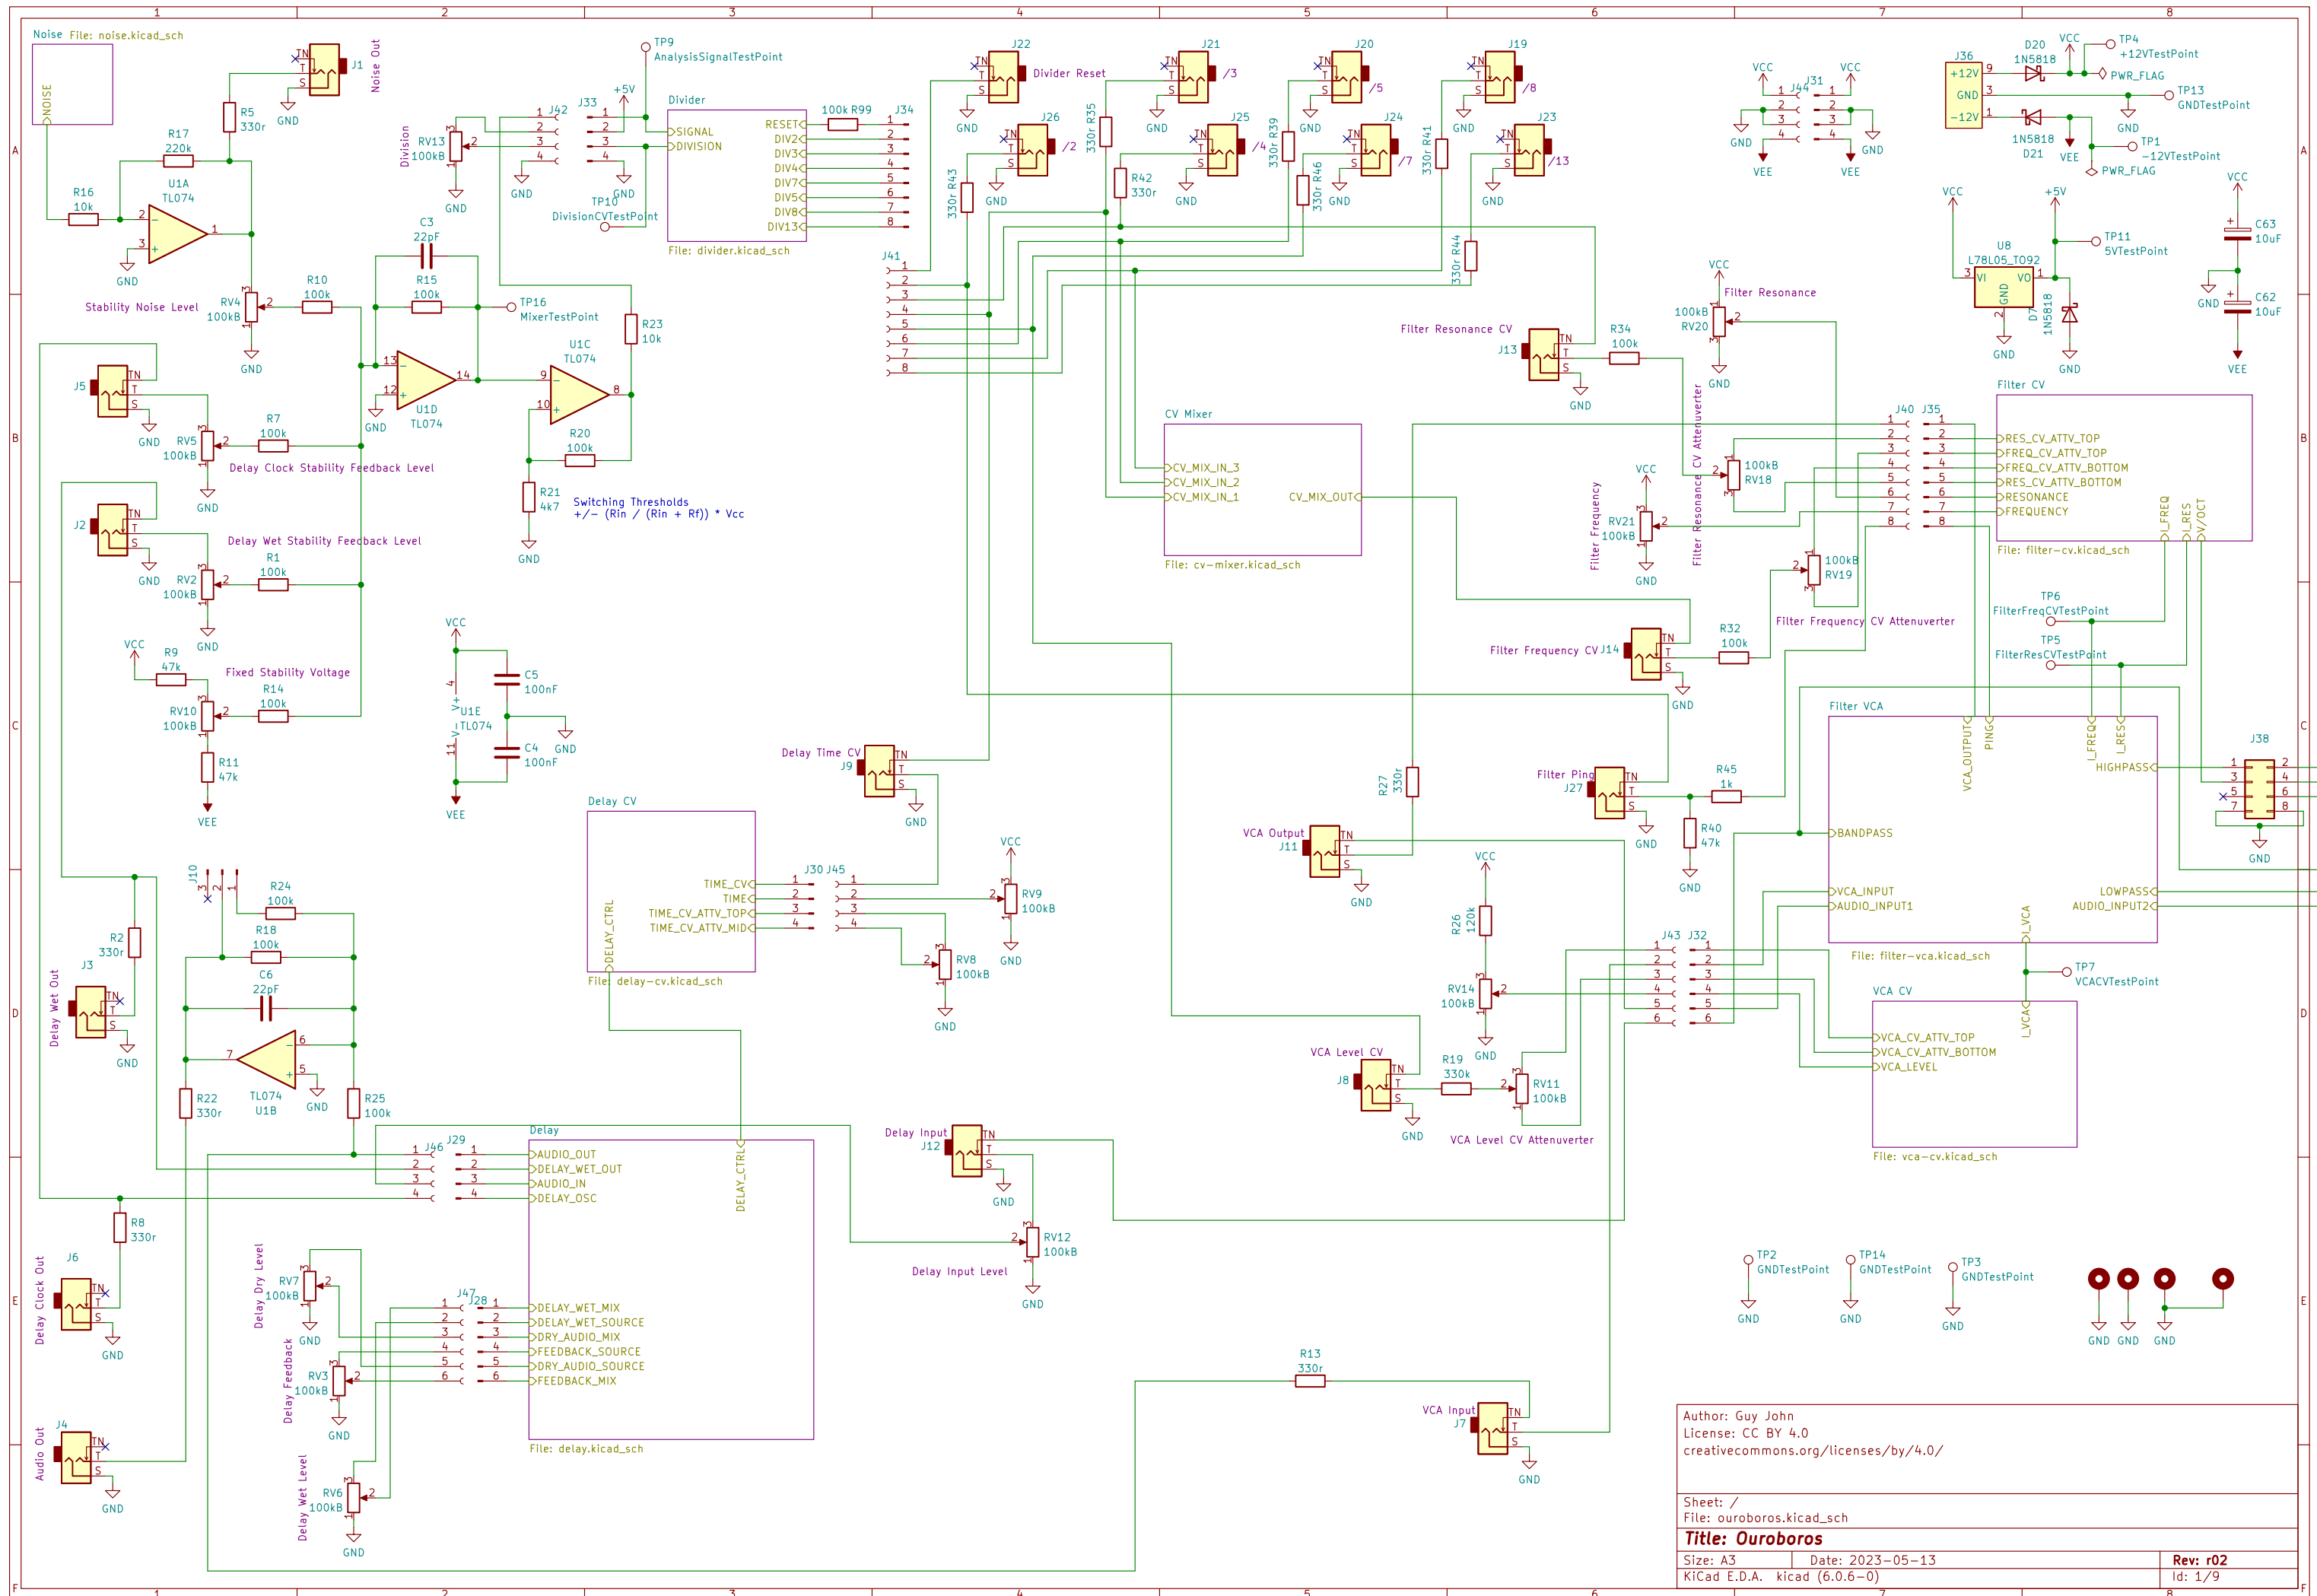 1 2 3 4 5 6 7 8
A
B
C
D
E
F
Noise
File: noise.kicad_sch
NOISE
J1
Noise Out
TN
T
S
GND
R5
330r
R17
220k
R16
10k
U1A
TL074
GND
RV4
100kB
Stability Noise Level
GND
R10
100k
C3
22pF
R15
100k
TP16
MixerTestPoint
U1D
TL074
GND
U1C
TL074
R23
10k
R20
100k
R21
4k7
GND
Switching Thresholds
+/- (Rin / (Rin + Rf)) * Vcc
J5
GND
RV5
100kB
GND
R7
100k
Delay Clock Stability Feedback Level
J2
GND
RV2
100kB
GND
R1
100k
Delay Wet Stability Feedback Level
VCC
R9
47k
Fixed Stability Voltage
R14
100k
RV10
100kB
R11
47k
VEE
VCC
C5
100nF
U1E
TL074
V+
V-
4
11
C4
100nF
GND
VEE
TP9
AnalysisSignalTestPoint
+5V
J42
J33
Division
RV13
100kB
GND
GND
GND
TP10
DivisionCVTestPoint
Divider
SIGNAL
DIVISION
RESET
DIV2
DIV3
DIV4
DIV7
DIV5
DIV8
DIV13
File: divider.kicad_sch
100k R99
J34
J41
J22
Divider Reset
GND
J21
/3
GND
J20
/5
GND
J19
/8
GND
J26
/2
GND
J25
/4
GND
J24
/7
GND
J23
/13
GND
330r R43
330r R35
R42
330r
330r R39
330r R46
330r R41
330r R44
VCC
J31
VCC
J44
GND
GND
VEE
VEE
J36
+12V
GND
-12V
D20
1N5818
VCC
TP4
+12VTestPoint
PWR_FLAG
TP13
GNDTestPoint
GND
1N5818
D21
VEE
TP1
-12VTestPoint
PWR_FLAG
VCC
+5V
TP11
5VTestPoint
U8
L78L05_TO92
VI
VO
GND
D7
1N5818
GND
GND
VCC
C63
10uF
GND
C62
10uF
VEE
VCC
Filter Resonance
100kB
RV20
GND
Filter Resonance CV
J13
GND
R34
100k
Filter Resonance CV Attenuverter
100kB
RV18
VCC
Filter Frequency
RV21
100kB
GND
100kB
RV19
Filter Frequency CV Attenuverter
J40
J35
Filter CV
RES_CV_ATTV_TOP
FREQ_CV_ATTV_TOP
FREQ_CV_ATTV_BOTTOM
RES_CV_ATTV_BOTTOM
RESONANCE
FREQUENCY
I_FREQ
I_RES
V/OCT
File: filter-cv.kicad_sch
CV Mixer
CV_MIX_IN_3
CV_MIX_IN_2
CV_MIX_IN_1
CV_MIX_OUT
File: cv-mixer.kicad_sch
TP6
FilterFreqCVTestPoint
TP5
FilterResCVTestPoint
Filter Frequency CV
J14
GND
R32
100k
Filter VCA
VCA_OUTPUT
PING
I_FREQ
I_RES
HIGHPASS
BANDPASS
VCA_INPUT
AUDIO_INPUT1
LOWPASS
AUDIO_INPUT2
I_VCA
File: filter-vca.kicad_sch
J38
GND
Filter Ping
J27
GND
R45
1k
R40
47k
GND
R27
330r
VCA Output
J11
GND
VCC
R26
120k
RV14
100kB
GND
J43
J32
TP7
VCACVTestPoint
VCA CV
I_VCA
VCA_CV_ATTV_TOP
VCA_CV_ATTV_BOTTOM
VCA_LEVEL
File: vca-cv.kicad_sch
VCA Level CV
J8
GND
R19
330k
RV11
100kB
VCA Level CV Attenuverter
Delay Time CV
J9
GND
Delay CV
TIME_CV
TIME
TIME_CV_ATTV_TOP
TIME_CV_ATTV_MID
DELAY_CTRL
File: delay-cv.kicad_sch
J30
J45
VCC
RV9
100kB
GND
RV8
100kB
GND
J10
R24
100k
R18
100k
C6
22pF
R2
330r
J3
Delay Wet Out
GND
TL074
U1B
GND
R22
330r
R25
100k
J46
J29
Delay
AUDIO_OUT
DELAY_WET_OUT
AUDIO_IN
DELAY_OSC
DELAY_CTRL
DELAY_WET_MIX
DELAY_WET_SOURCE
DRY_AUDIO_MIX
FEEDBACK_SOURCE
DRY_AUDIO_SOURCE
FEEDBACK_MIX
File: delay.kicad_sch
Delay Input
J12
GND
RV12
100kB
Delay Input Level
GND
R8
330r
J6
Delay Clock Out
GND
Delay Dry Level
RV7
100kB
GND
J47
J28
Delay Feedback
RV3
100kB
GND
J4
Audio Out
GND
Delay Wet Level
RV6
100kB
GND
R13
330r
VCA Input
J7
GND
TP2
GNDTestPoint
GND
TP14
GNDTestPoint
GND
TP3
GNDTestPoint
GND
GND GND GND
Author: Guy John
License: CC BY 4.0
creativecommons.org/licenses/by/4.0/
Sheet: /
File: ouroboros.kicad_sch
Title: Ouroboros
Size: A3
Date: 2023-05-13
Rev: r02
KiCad E.D.A. kicad (6.0.6-0)
Id: 1/9